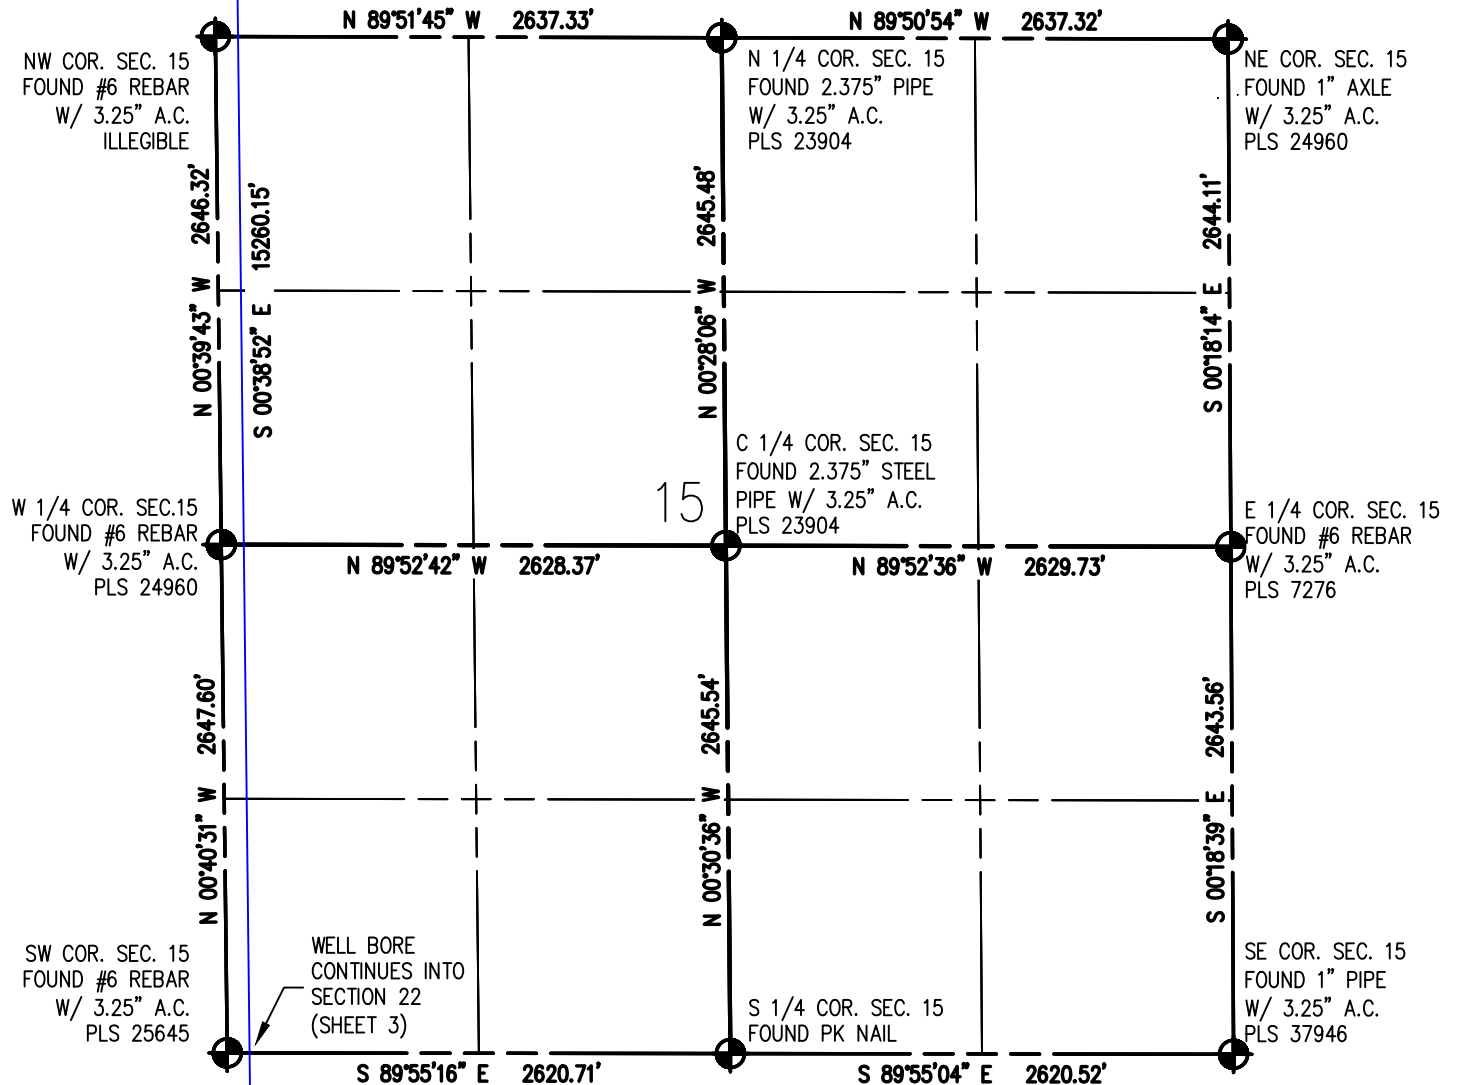 N 89°51'45" W 2637.33'
N 89°50'54" W 2637.32'
NW COR. SEC. 15
FOUND #6 REBAR
W/ 3.25" A.C.
ILLEGIBLE
N 1/4 COR. SEC. 15
FOUND 2.375" PIPE
W/ 3.25" A.C.
PLS 23904
NE COR. SEC. 15
FOUND 1" AXLE
W/ 3.25" A.C.
PLS 24960
N 00°39'43" W 2646.32'
S 00°38'52" E 15260.15'
N 00°28'06" W 2645.48'
S 00°18'14" E 2644.11'
C 1/4 COR. SEC. 15
FOUND 2.375" STEEL
PIPE W/ 3.25" A.C.
PLS 23904
15
W 1/4 COR. SEC.15
FOUND #6 REBAR
W/ 3.25" A.C.
PLS 24960
E 1/4 COR. SEC. 15
FOUND #6 REBAR
W/ 3.25" A.C.
PLS 7276
N 89°52'42" W 2628.37'
N 89°52'36" W 2629.73'
N 00°40'31" W 2647.60'
N 00°30'36" W 2645.54'
S 00°18'39" E 2643.56'
SW COR. SEC. 15
FOUND #6 REBAR
W/ 3.25" A.C.
PLS 25645
WELL BORE
CONTINUES INTO
SECTION 22
(SHEET 3)
S 1/4 COR. SEC. 15
FOUND PK NAIL
SE COR. SEC. 15
FOUND 1" PIPE
W/ 3.25" A.C.
PLS 37946
S 89°55'16" E 2620.71'
S 89°55'04" E 2620.52'